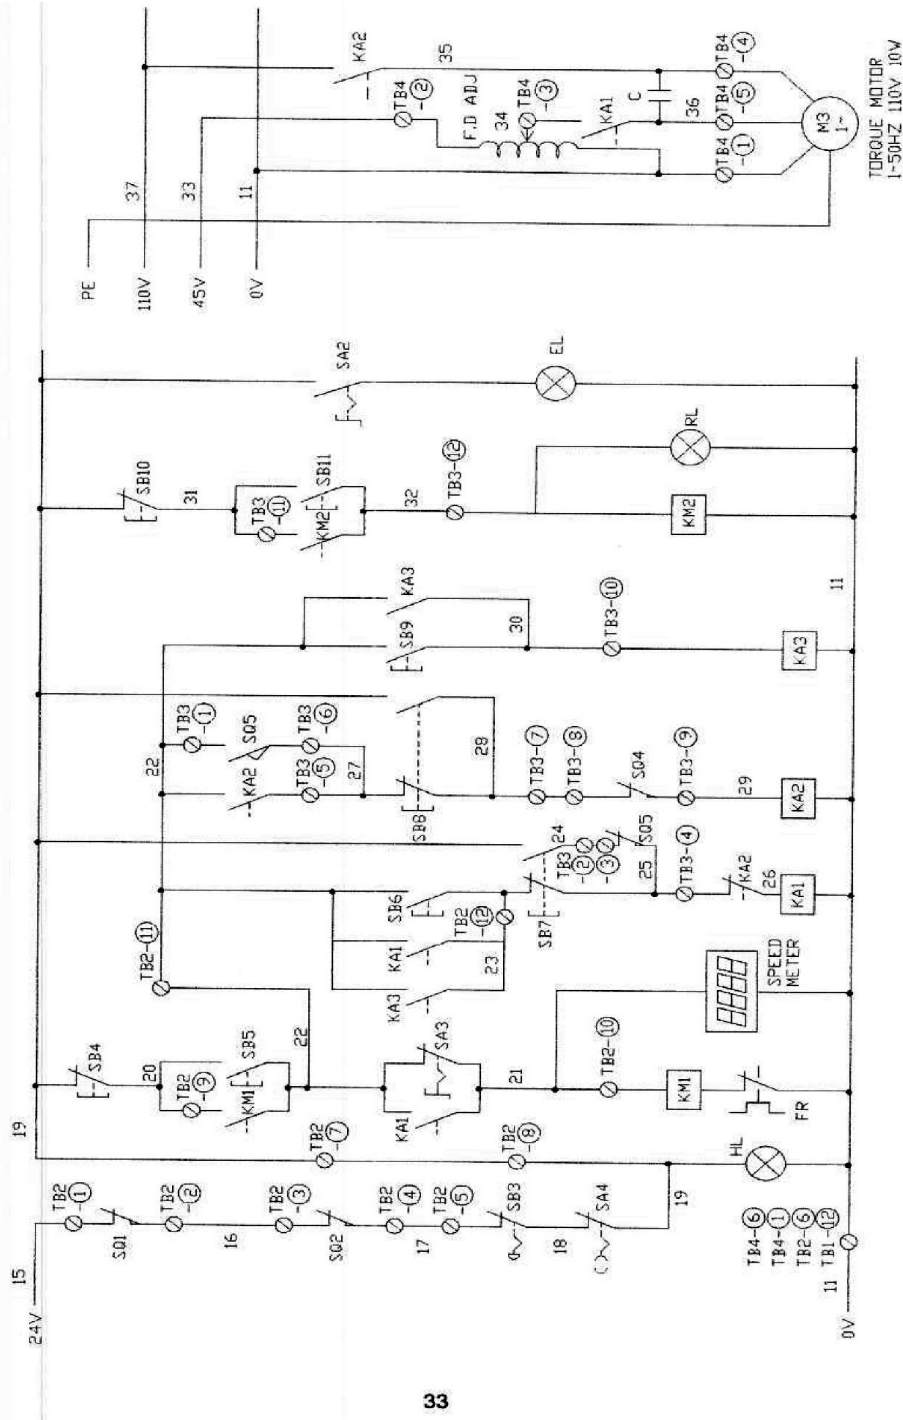 24V
15
19
TB2
-①
SQ1
TB2
-②
16
TB2
-③
SQ2
TB2
-④
17
TB2
-⑤
SB3
18
SA4
19
TB2
-⑦
TB2
-⑧
HL
SB4
20
TB2
-⑨
KM1
SB5
22
KA1
SA3
21
TB2-⑩
KM1
FR
SPEED
METER
TB2-⑪
22
KA3
KA1
SB6
23
TB2
-⑫
SB7
24
TB3
-②
-③
SQ5
25
TB3-④
KA2
26
KA1
KA2
TB3
-⑤
TB3
-①
SQ5
TB3
-⑥
27
SB8
28
TB3-⑦
TB3-⑧
SQ4
TB3-⑨
29
KA2
SB9
KA3
30
TB3-⑩
KA3
11
SB10
31
TB3
-⑪
KM2
SB11
32
TB3-⑫
KM2
RL
SA2
EL
0V
11
TB4-⑥
TB4-①
TB2-⑥
TB1-⑫
PE
110V
45V
0V
37
33
11
KA2
35
TB4
-②
F.D ADJ
34
TB4
-③
KA1
C
36
TB4
-④
TB4
-⑤
TB4
-①
M3
1~
TORQUE MOTOR
1-50HZ 110V 10W
33